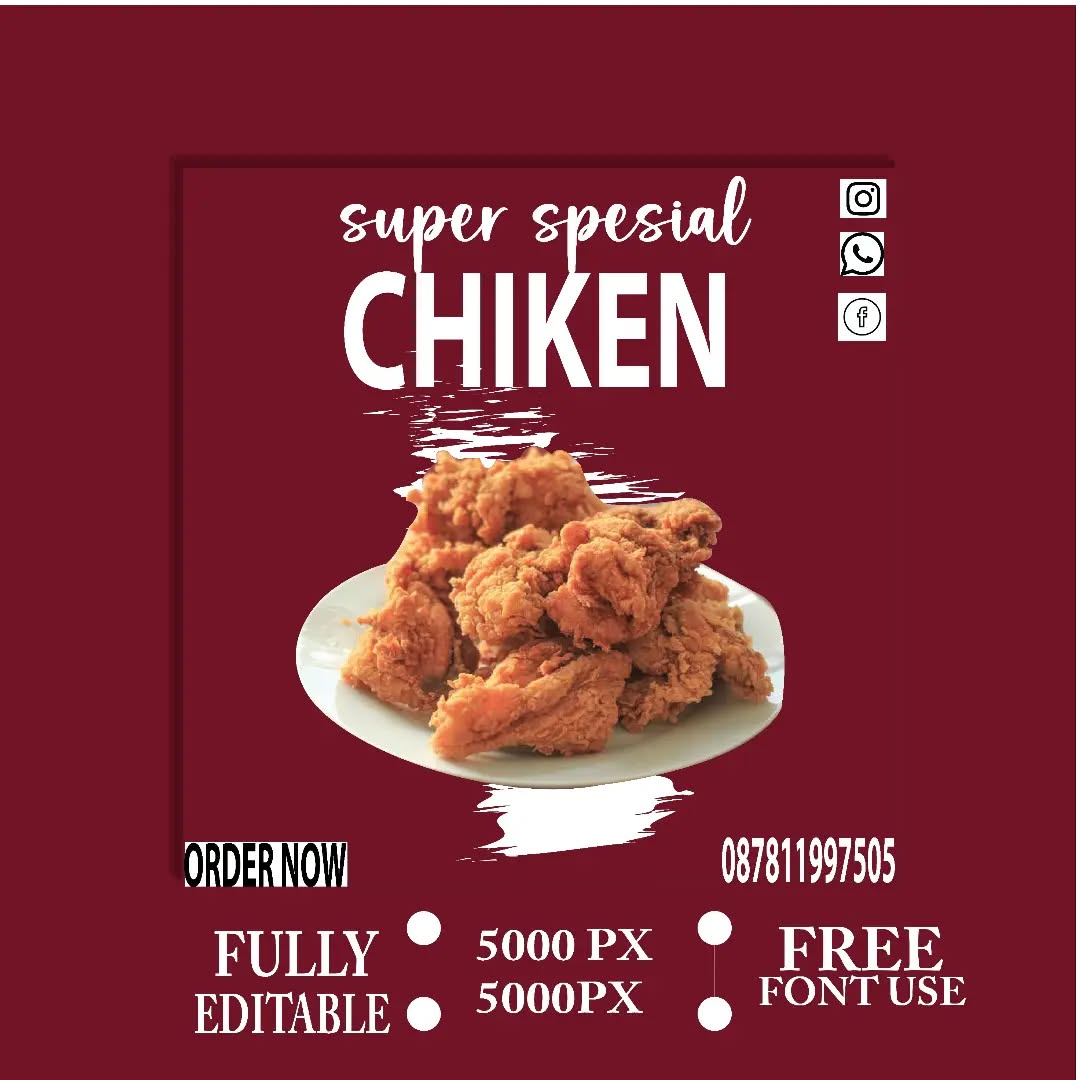 super spesial
CHIKEN
ORDER NOW
087811997505
FULLY
EDITABLE
5000 PX
5000PX
FREE
FONT USE